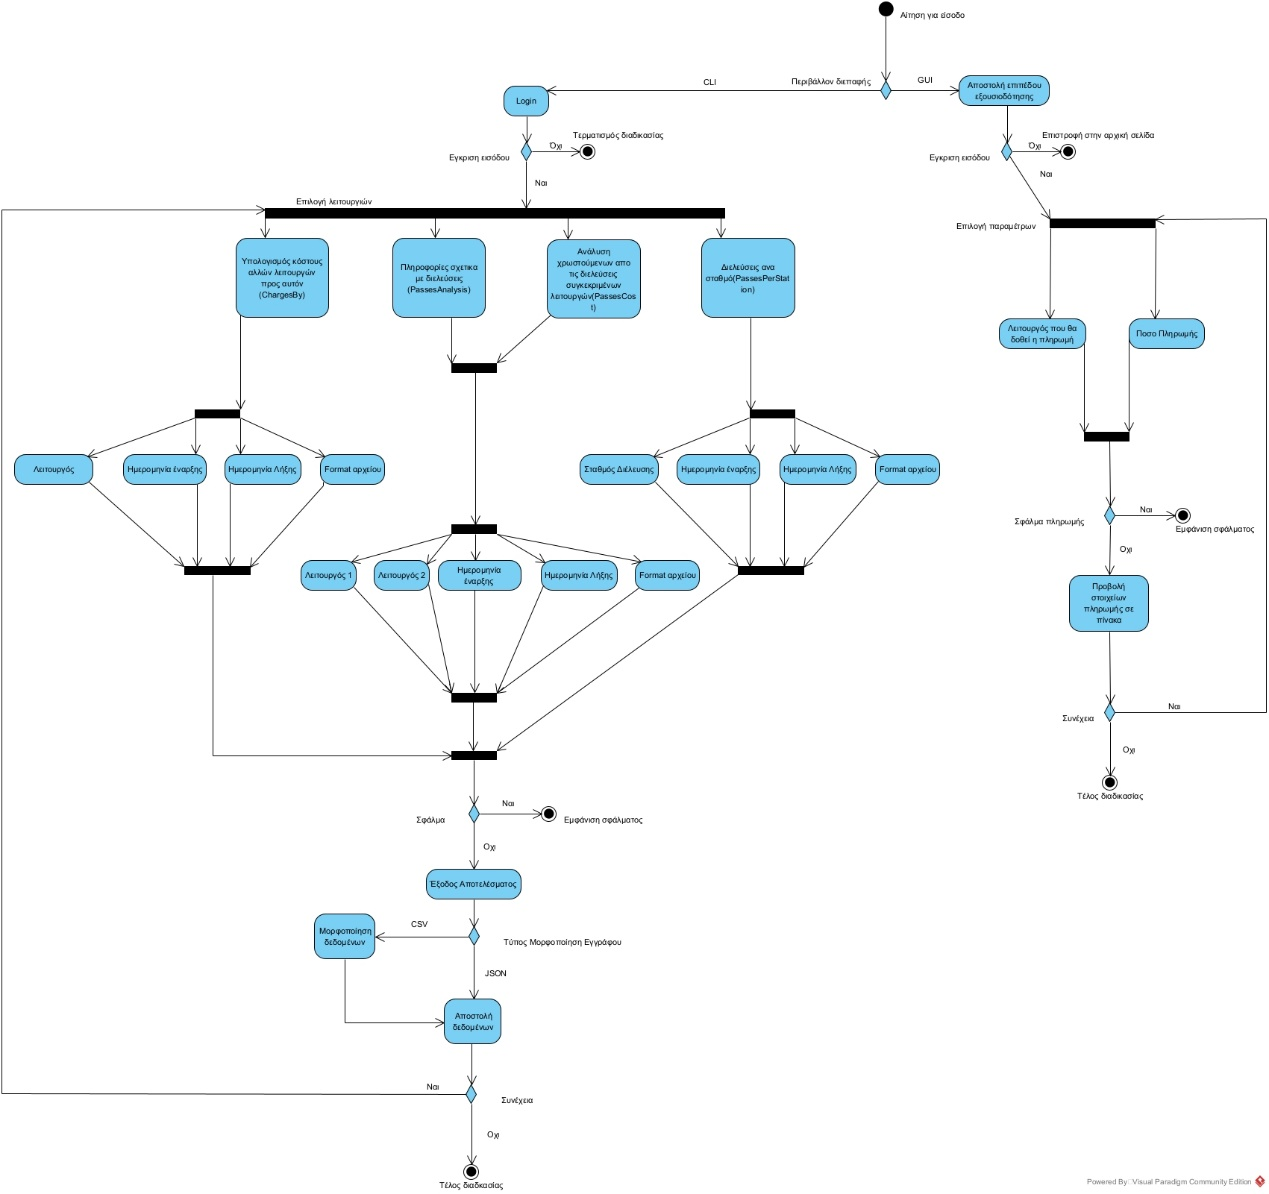 Αίτηση για είσοδο
Περιβάλλον διεπαφής
CLI
GUI
Login
Αποστολή επιπέδου
εξουσιοδότησης
Τερματισμός διαδικασίας
Όχι
Εγκριση εισόδου
Ναι
Επιστροφή στην αρχική σελίδα
Όχι
Εγκριση εισόδου
Ναι
Επιλογή λειτουργιών
Επιλογή παραμέτρων
Υπολογισμός κόστους
αλλών λειτουργών
προς αυτόν
(ChargesBy)
Πληροφορίες σχετικα
με διελεύσεις
(PassesAnalysis)
Ανάλυση
χρωστούμενων απο
τις διελεύσεις
συγκεκριμένων
λειτουργών(PassesCos
t)
Διελεύσεις ανα
σταθμό(PassesPerStat
ion)
Λειτουργός που θα
δοθεί η πληρωμή
Ποσο Πληρωμής
Λειτουργός
Ημερομηνία έναρξης
Ημερομηνία Λήξης
Format αρχείου
Σταθμός Διέλευσης
Ημερομηνία έναρξης
Ημερομηνία Λήξης
Format αρχείου
Σφάλμα πληρωμής
Ναι
Εμφάνιση σφάλματος
Οχι
Λειτουργός 1
Λειτουργός 2
Ημερομηνία
έναρξης
Ημερομηνία Λήξης
Format αρχείου
Προβολή
στοιχείων
πληρωμής σε
πίνακα
Συνέχεια
Ναι
Οχι
Τέλος διαδικασίας
Σφάλμα
Ναι
Εμφάνιση σφάλματος
Οχι
Έξοδος Αποτελέσματος
Μορφοποίηση
δεδομένων
CSV
Τύπος Μορφοποίηση Εγγράφου
JSON
Αποστολή
δεδομένων
Ναι
Συνέχεια
Οχι
Τέλος διαδκασίας
Powered By: Visual Paradigm Community Edition